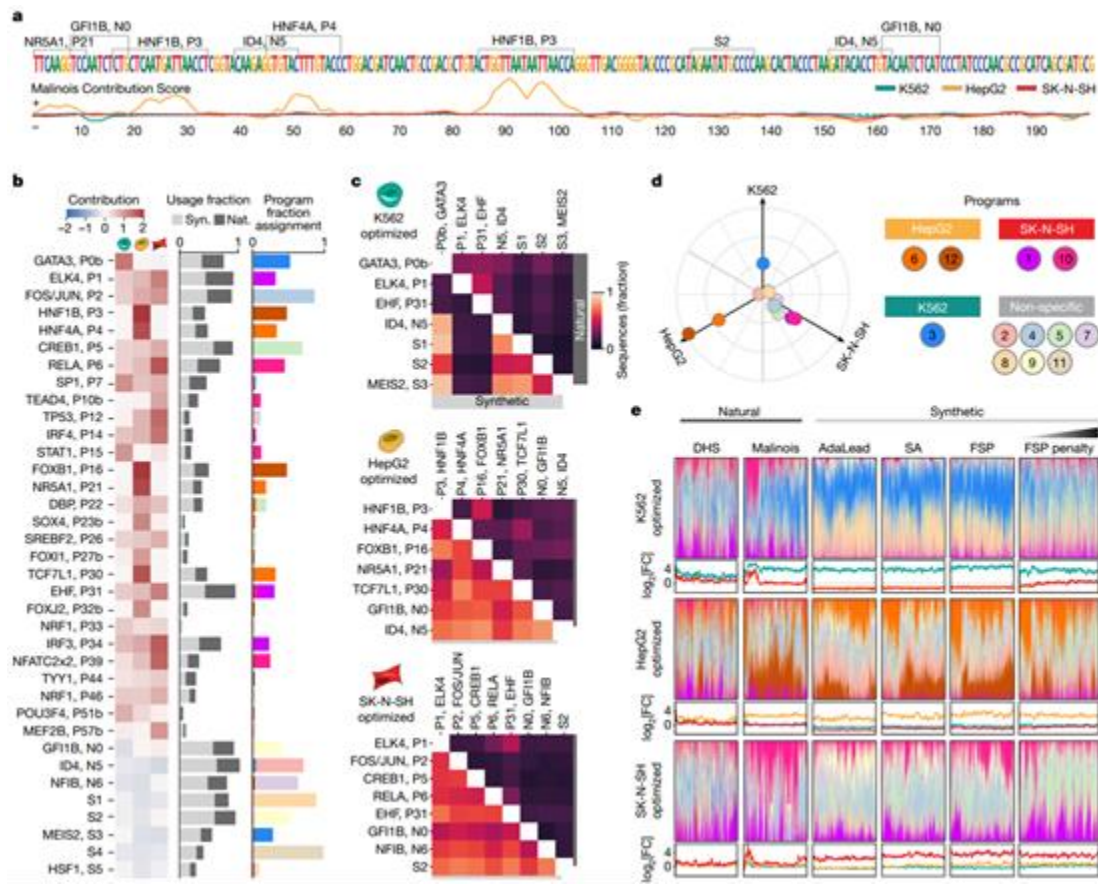 a
GFI1B, N0
HNF4A, P4
GFI1B, N0
NR5A1, P21
HNF1B, P3
ID4, N5
HNF1B, P3
S2
ID4, N5
Malinois Contribution Score
K562
HepG2
SK-N-SH
+
−
10 20 30 40 50 60 70 80 90 100 110 120 130 140 150 160 170 180 190
b
Contribution
−2 −1 0 1 2
Usage fraction
Syn. Nat.
0 1
Program fraction assignment
0 1
GATA3, P0b
ELK4, P1
FOS/JUN, P2
HNF1B, P3
HNF4A, P4
CREB1, P5
RELA, P6
SP1, P7
TEAD4, P10b
TP53, P12
IRF4, P14
STAT1, P15
FOXB1, P16
NR5A1, P21
DBP, P22
SOX4, P23b
SREBF2, P26
FOXI1, P27b
TCF7L1, P30
EHF, P31
FOXJ2, P32b
NRF1, P33
IRF3, P34
NFATC2x2, P39
TYY1, P44
NRF1, P46
POU3F4, P51b
MEF2B, P57b
GFI1B, N0
ID4, N5
NFIB, N6
S1
S2
MEIS2, S3
S4
HSF1, S5
c
K562 optimized
P0b, GATA3
P1, ELK4
P31, EHF
N5, ID4
S1
S2
S3, MEIS2
GATA3, P0b
ELK4, P1
EHF, P31
ID4, N5
S1
S2
MEIS2, S3
Natural
Synthetic
1
0
Sequences (fraction)
HepG2 optimized
P3, HNF1B
P4, HNF4A
P16, FOXB1
P21, NR5A1
P30, TCF7L1
N0, GFI1B
N5, ID4
HNF1B, P3
HNF4A, P4
FOXB1, P16
NR5A1, P21
TCF7L1, P30
GFI1B, N0
ID4, N5
SK-N-SH optimized
P1, ELK4
P2, FOS/JUN
P5, CREB1
P6, RELA
P31, EHF
N0, GFI1B
N6, NFIB
S2
ELK4, P1
FOS/JUN, P2
CREB1, P5
RELA, P6
EHF, P31
GFI1B, N0
NFIB, N6
S2
d
K562
HepG2
SK-N-SH
Programs
HepG2
SK-N-SH
6 12
1 10
K562
Non-specific
3
2 4 5 7
8 9 11
e
Natural
Synthetic
DHS
Malinois
AdaLead
SA
FSP
FSP penalty
K562 optimized
log2[FC]
4
0
HepG2 optimized
log2[FC]
4
0
SK-N-SH optimized
log2[FC]
4
0